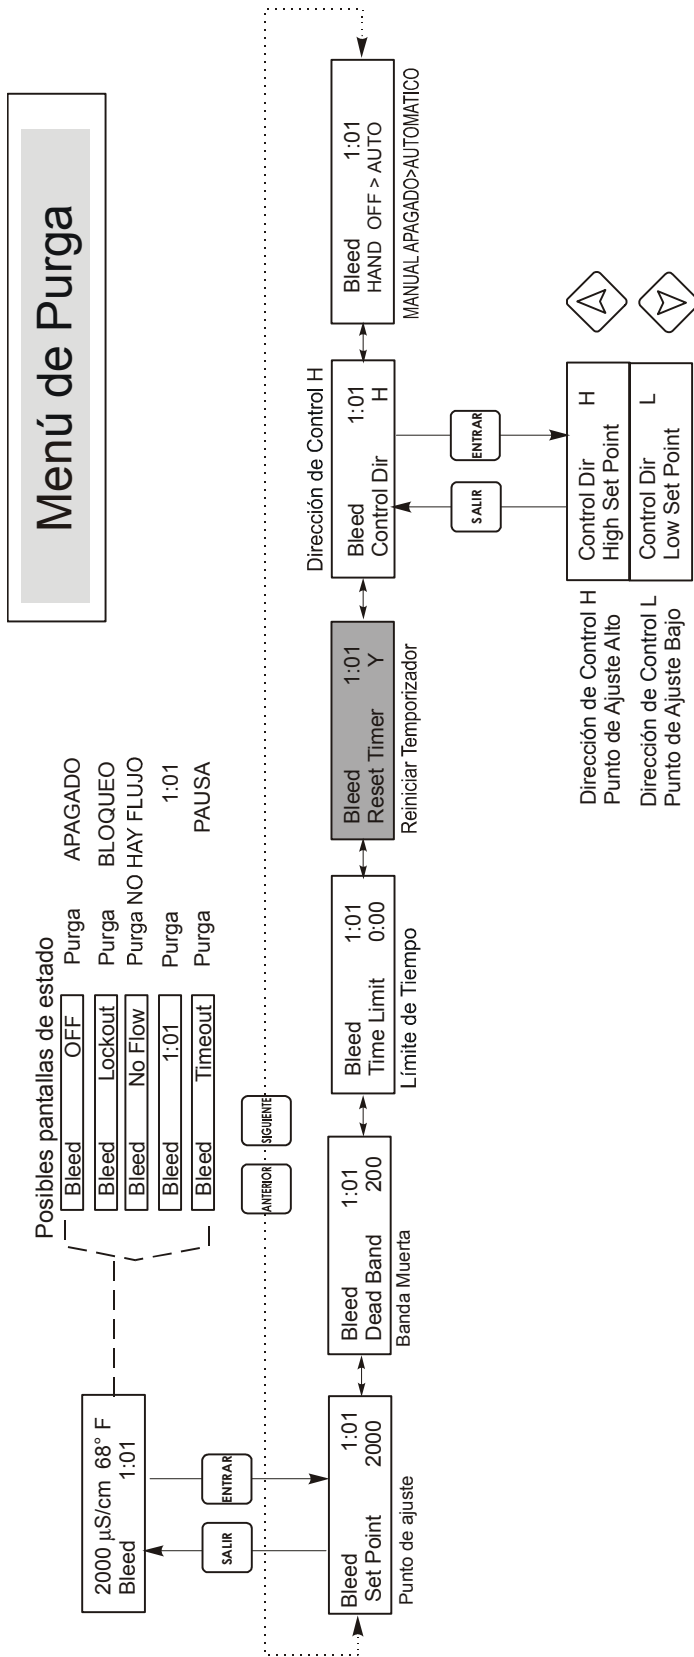 Menú de Purga
2000 µS/cm 68° F
Bleed 1:01
Posibles pantallas de estado
Bleed OFF
Purga APAGADO
Bleed Lockout
Purga BLOQUEO
Bleed No Flow
Purga NO HAY FLUJO
Bleed 1:01
Purga 1:01
Bleed Timeout
Purga PAUSA
SALIR
ENTRAR
ANTERIOR
SIGUIENTE
Bleed 1:01
Set Point 2000
Punto de ajuste
Bleed 1:01
Dead Band 200
Banda Muerta
Bleed 1:01
Time Limit 0:00
Límite de Tiempo
Bleed 1:01
Reset Timer Y
Reiniciar Temporizador
Dirección de Control H
Bleed 1:01
Control Dir H
Bleed 1:01
HAND OFF > AUTO
MANUAL APAGADO>AUTOMATICO
SALIR
ENTRAR
Dirección de Control H
Punto de Ajuste Alto
Control Dir H
High Set Point
Dirección de Control L
Punto de Ajuste Bajo
Control Dir L
Low Set Point